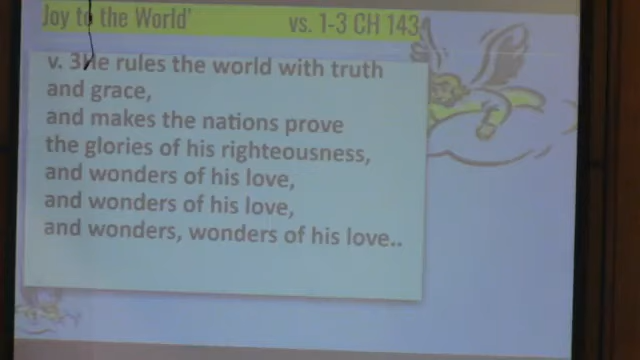 Joy to the World’ vs. 1-3 CH 143
v. 3He rules the world with truth
and grace,
and makes the nations prove
the glories of his righteousness,
and wonders of his love,
and wonders of his love,
and wonders, wonders of his love..